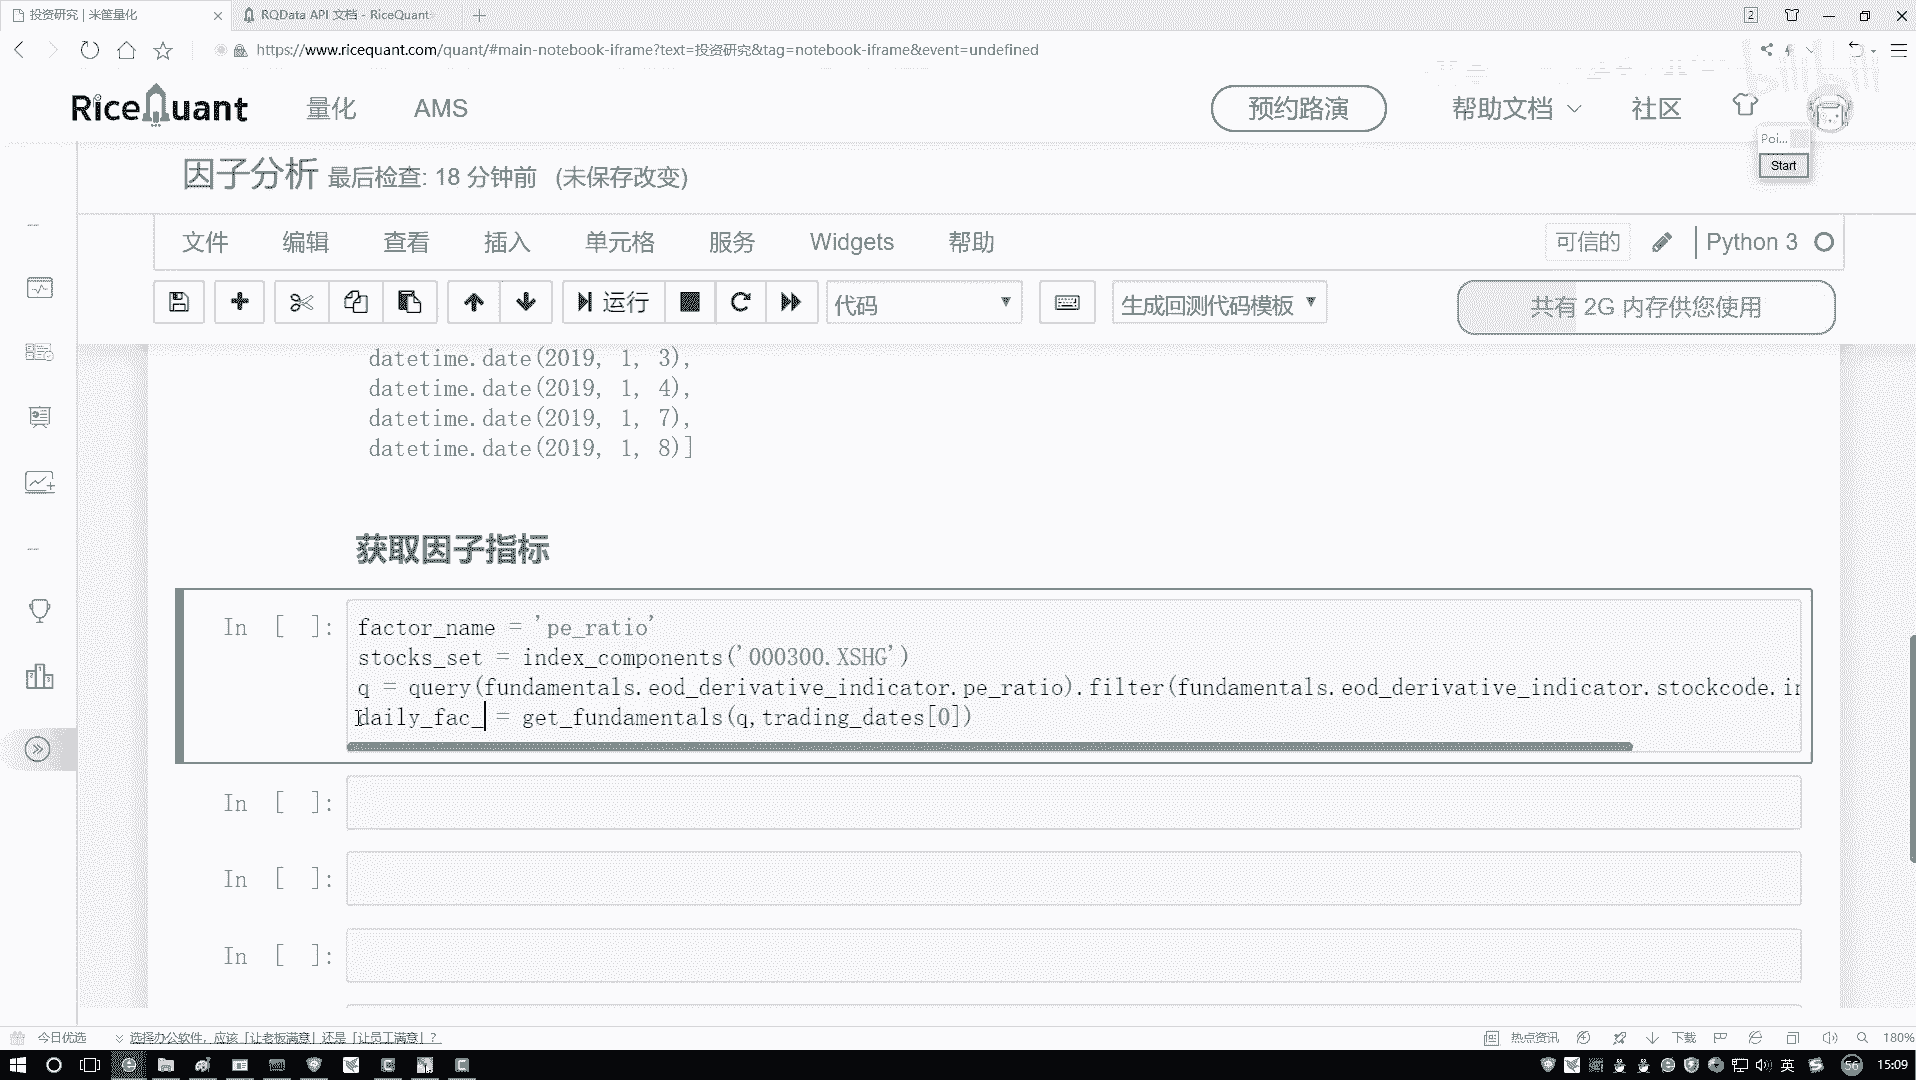 投资研究 | 米筐量化
RQData API 文档 - RiceQuant
2
https://www.ricequant.com/quant/#main-notebook-iframe?text=投资研究&tag=notebook-iframe&event=undefined
bilibili
RiceQuant
量化
AMS
预约路演
帮助文档
社区
Poi...
Start
因子分析 最后检查: 18 分钟前 (未保存改变)
文件 编辑 查看 插入 单元格 服务 Widgets 帮助
可信的
Python 3
运行
代码
生成回测代码模板
共有 2G 内存供您使用
datetime.date(2019, 1, 3),
datetime.date(2019, 1, 4),
datetime.date(2019, 1, 7),
datetime.date(2019, 1, 8)]
获取因子指标
In [ ]:
factor_name = 'pe_ratio'
stocks_set = index_components('000300.XSHG')
q = query(fundamentals.eod_derivative_indicator.pe_ratio).filter(fundamentals.eod_derivative_indicator.stockcode.in
daily_fac_ = get_fundamentals(q,trading_dates[0])
In [ ]:
In [ ]:
In [ ]:
今日优选
选择办公软件，应该「让老板满意」还是「让员工满意」？
热点资讯
下载
180%
英
56
15:09